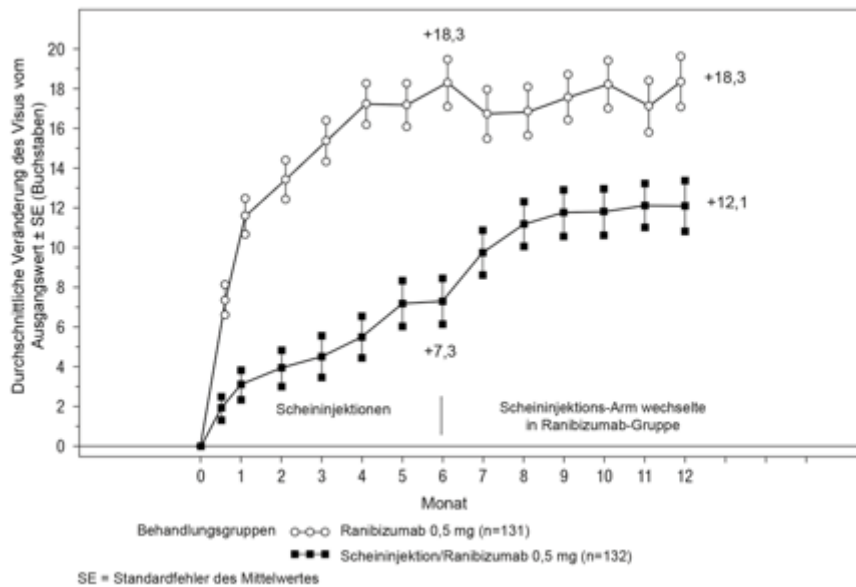 Durchschnittliche Veränderung des Visus vom
Ausgangswert ± SE (Buchstaben)
20
18
16
14
12
10
8
6
4
2
0
+18,3
+18,3
+12,1
+7,3
Scheininjektionen
Scheininjektions-Arm wechselte
in Ranibizumab-Gruppe
0 1 2 3 4 5 6 7 8 9 10 11 12
Monat
Behandlungsgruppen
Ranibizumab 0,5 mg (n=131)
Scheininjektion/Ranibizumab 0,5 mg (n=132)
SE = Standardfehler des Mittelwertes